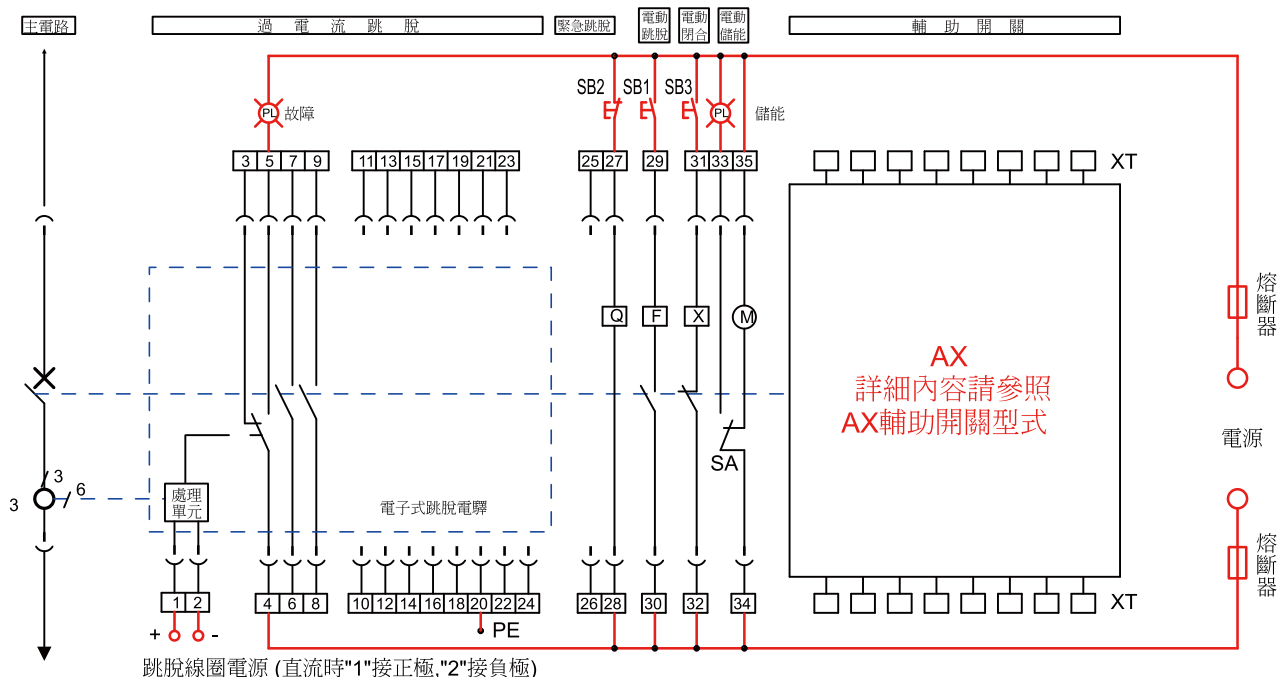 主電路
過電流跳脫
緊急跳脫
電動
跳脫
電動
閉合
電動
儲能
輔助開關
SB2
SB1
SB3
PL 故障
PL 儲能
3 5 7 9
11 13 15 17 19 21 23
25 27
29
31 33 35
XT
Q
F
X
M
熔斷器
AX
詳細內容請參照
AX輔助開關型式
電源
SA
3
3
6
處理
單元
電子式跳脫電驛
熔斷器
1 2
4 6 8
10 12 14 16 18 20 22 24
26 28
30
32
34
XT
+ -
PE
跳脫線圈電源 (直流時"1"接正極,"2"接負極)